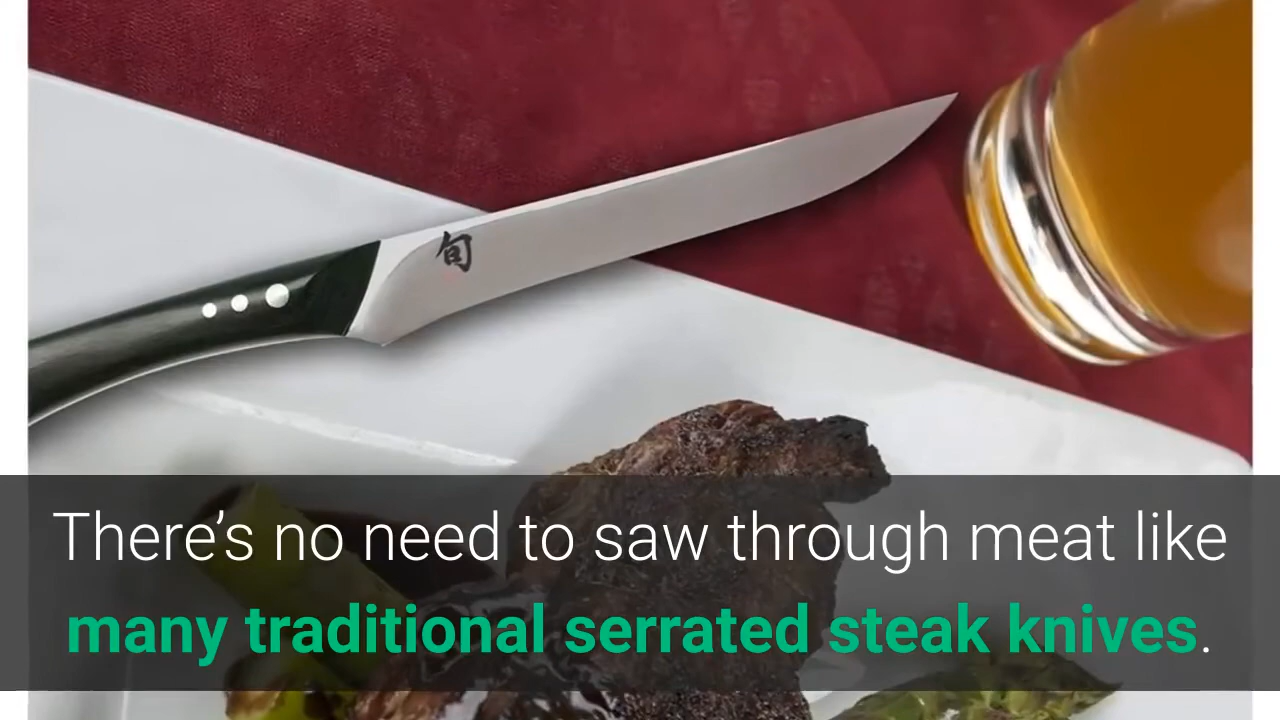 旬
There’s no need to saw through meat like
many traditional serrated steak knives.